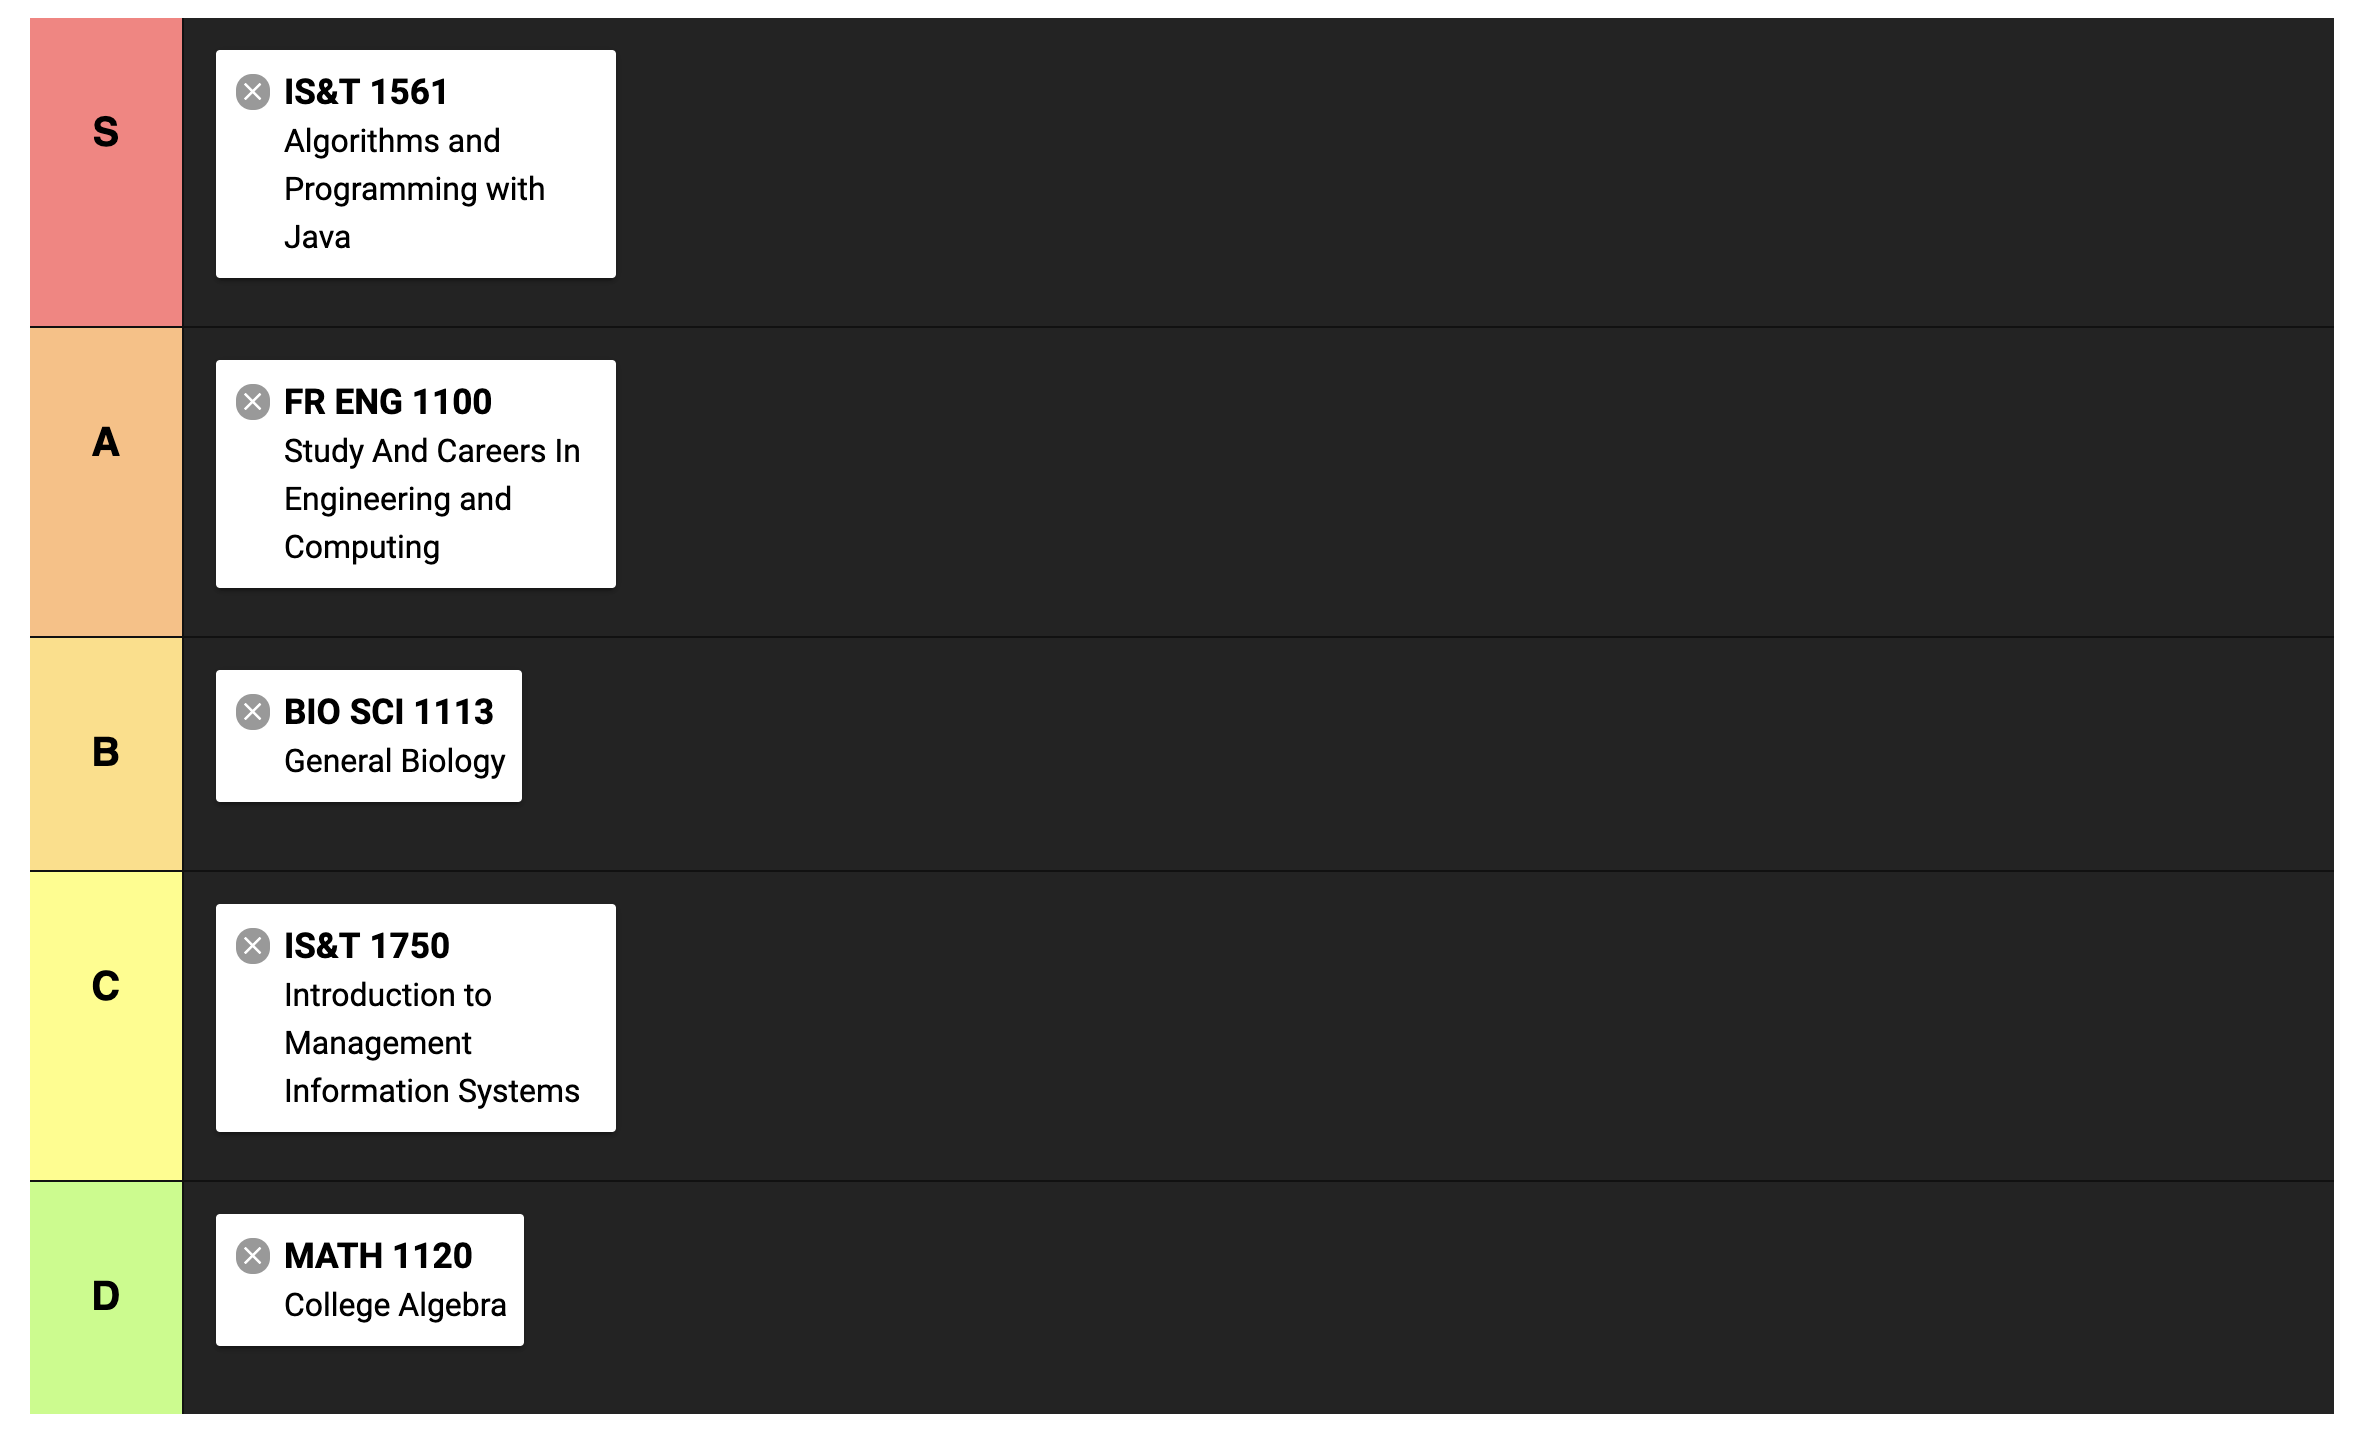 S
IS&T 1561
Algorithms and
Programming with
Java
A
FR ENG 1100
Study And Careers In
Engineering and
Computing
B
BIO SCI 1113
General Biology
C
IS&T 1750
Introduction to
Management
Information Systems
D
MATH 1120
College Algebra